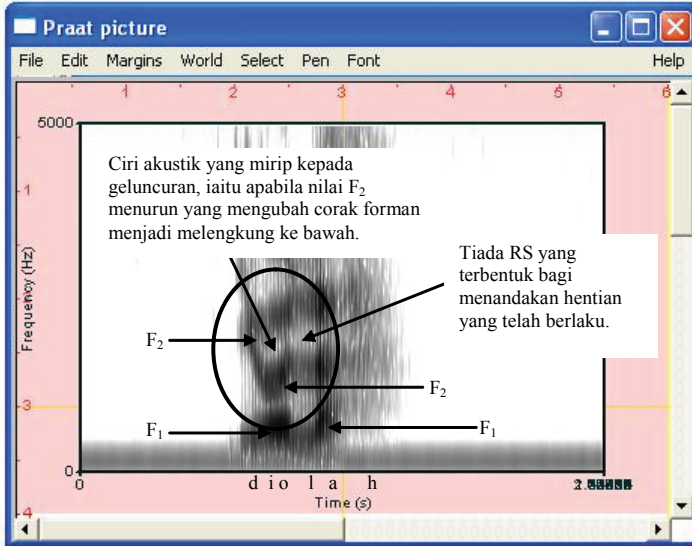 Praat picture
File Edit Margins World Select Pen Font Help
1 2 3 4 5 6
5000
Ciri akustik yang mirip kepada
geluncuran, iaitu apabila nilai F₂
menurun yang mengubah corak forman
menjadi melengkung ke bawah.
Tiada RS yang
terbentuk bagi
menandakan hentian
yang telah berlaku.
1
3
4
Frequency (Hz)
F₂
F₂
F₁
F₁
0
0
d i o l a h
Time (s)